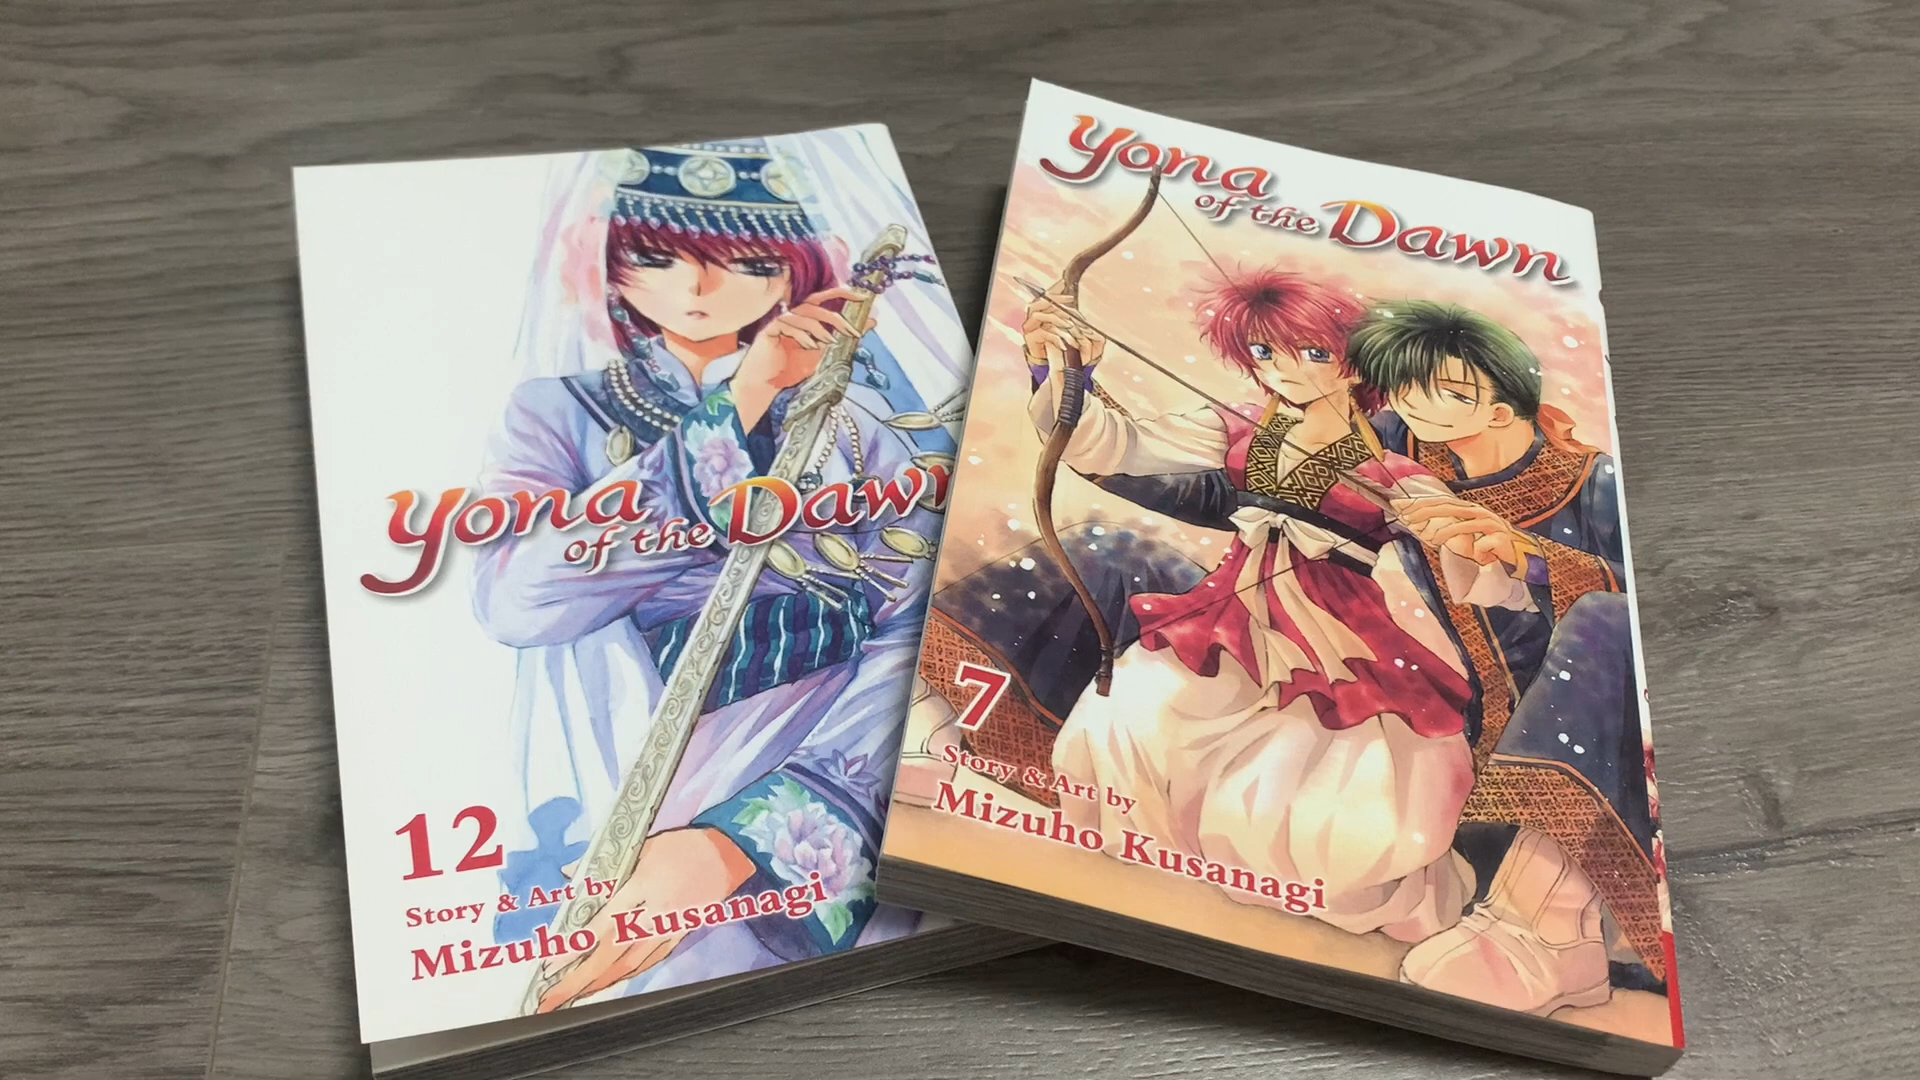 Yona
of the Dawn
12
Story & Art by
Mizuho Kusanagi
Yona
of the Dawn
7
Story & Art by
Mizuho Kusanagi